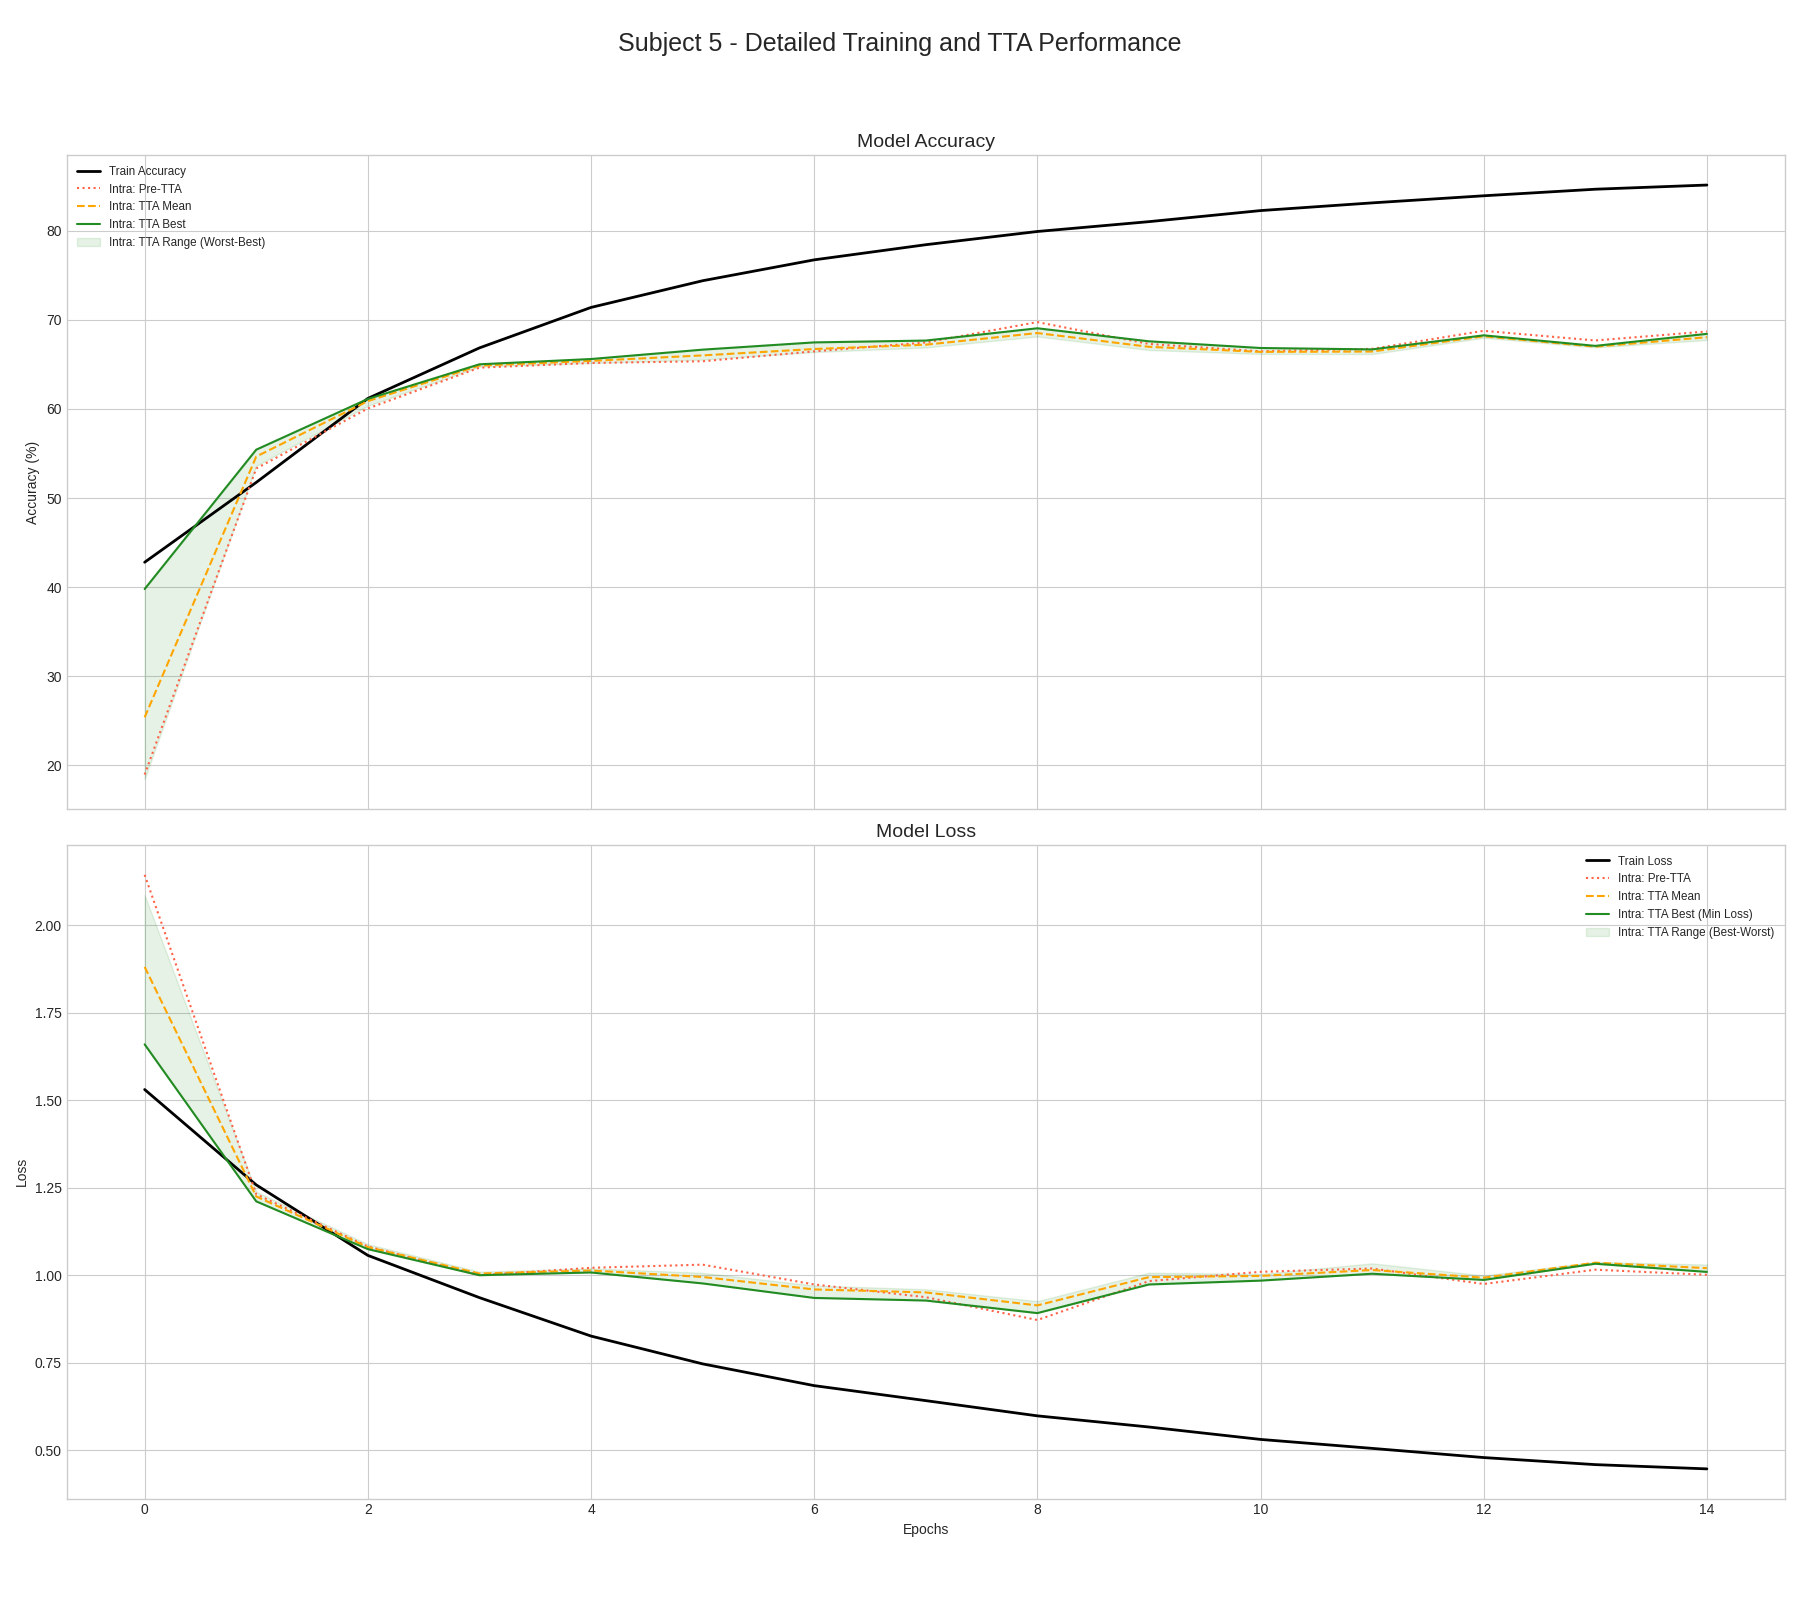 Subject 5 - Detailed Training and TTA Performance
Model Accuracy
Train Accuracy
Intra: Pre-TTA
Intra: TTA Mean
Intra: TTA Best
Intra: TTA Range (Worst-Best)
Accuracy (%)
80
70
60
50
40
30
20
Model Loss
Train Loss
Intra: Pre-TTA
Intra: TTA Mean
Intra: TTA Best (Min Loss)
Intra: TTA Range (Best-Worst)
Loss
2.00
1.75
1.50
1.25
1.00
0.75
0.50
0 2 4 6 8 10 12 14
Epochs